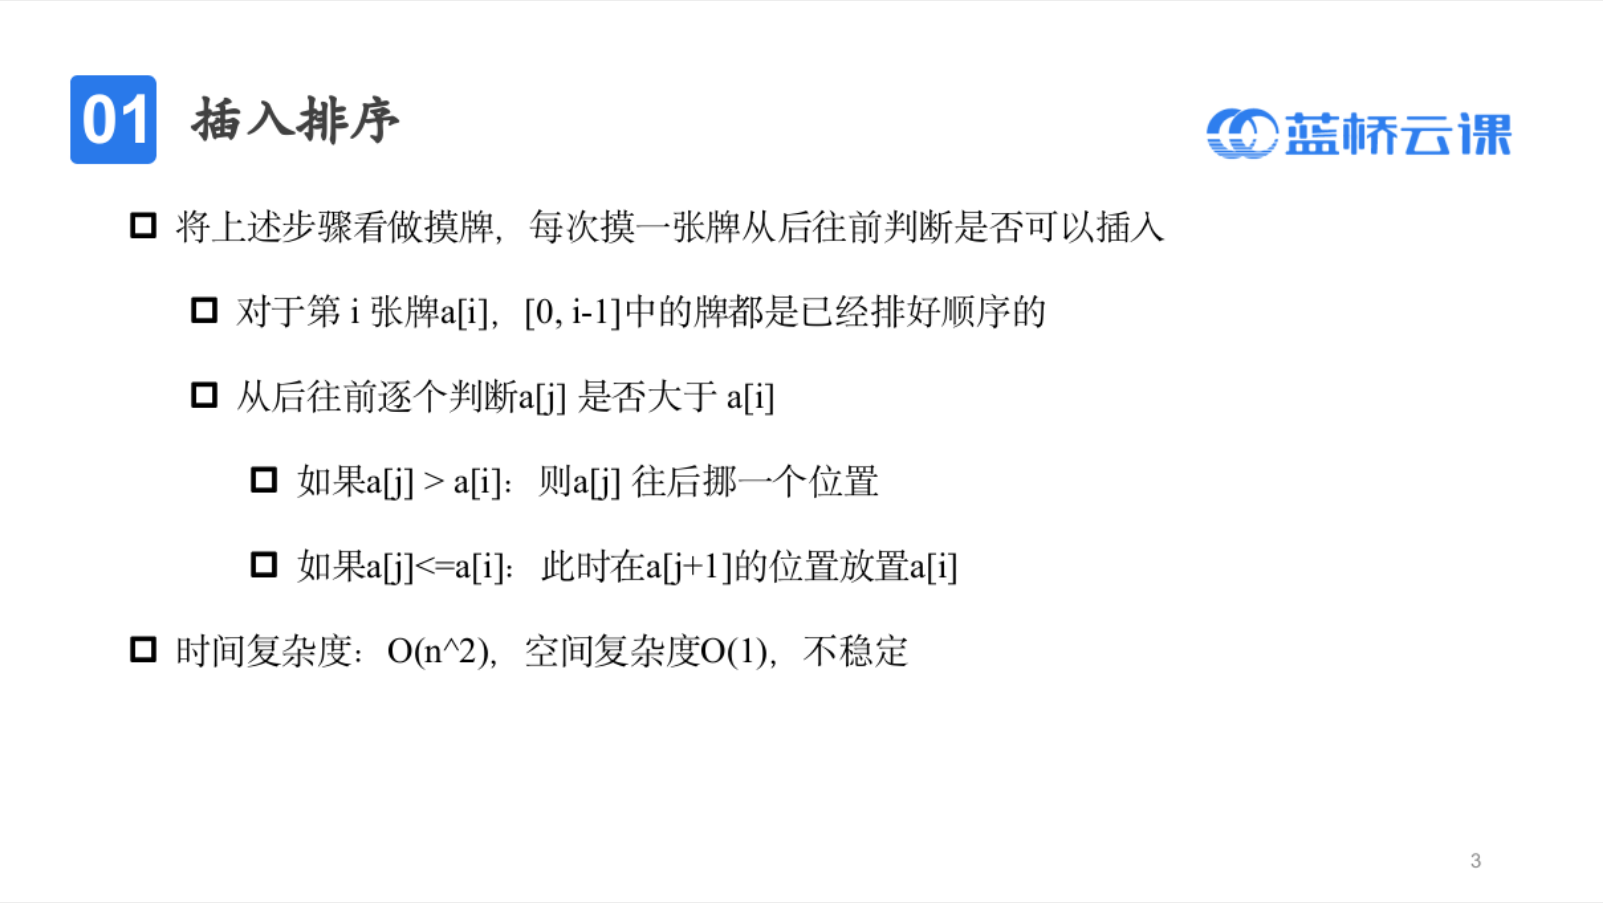 01 插入排序
蓝桥云课
将上述步骤看做摸牌，每次摸一张牌从后往前判断是否可以插入
对于第 i 张牌a[i]，[0, i-1]中的牌都是已经排好顺序的
从后往前逐个判断a[j] 是否大于 a[i]
如果a[j] > a[i]：则a[j] 往后挪一个位置
如果a[j]<=a[i]：此时在a[j+1]的位置放置a[i]
时间复杂度：O(n^2)，空间复杂度O(1)，不稳定
3